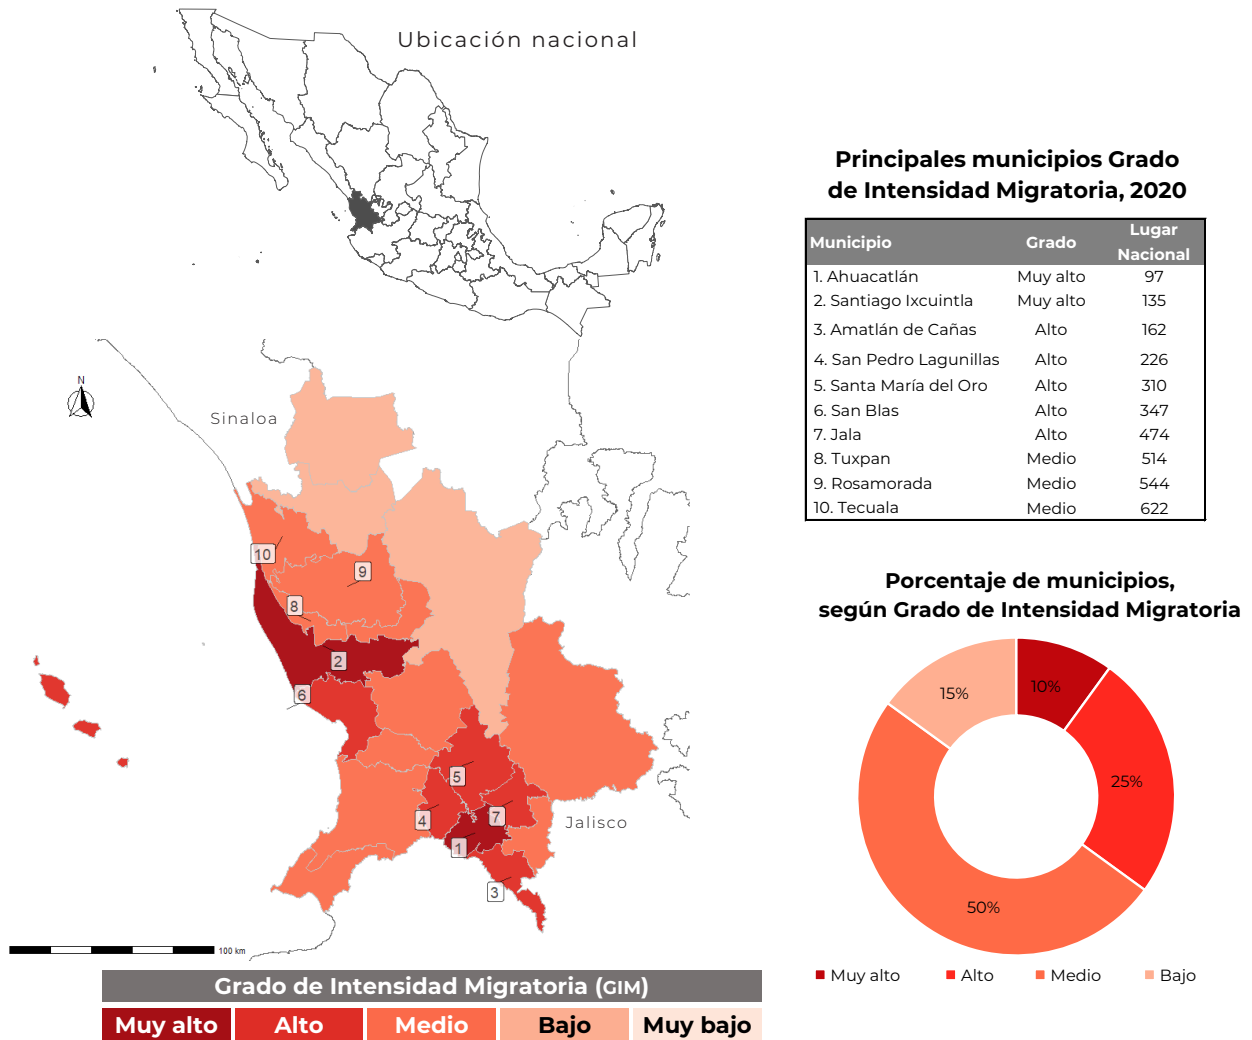 Ubicación nacional
Principales municipios Grado
de Intensidad Migratoria, 2020
Municipio Grado Lugar Nacional
1. Ahuacatlán Muy alto 97
2. Santiago Ixcuintla Muy alto 135
3. Amatlán de Cañas Alto 162
4. San Pedro Lagunillas Alto 226
5. Santa María del Oro Alto 310
6. San Blas Alto 347
7. Jala Alto 474
8. Tuxpan Medio 514
9. Rosamorada Medio 544
10. Tecuala Medio 622
N
Sinaloa
10
9
8
2
6
5
4
7
1
3
Jalisco
100 km
Porcentaje de municipios,
según Grado de Intensidad Migratoria
10%
15%
25%
50%
Muy alto Alto Medio Bajo
Grado de Intensidad Migratoria (GIM)
Muy alto Alto Medio Bajo Muy bajo